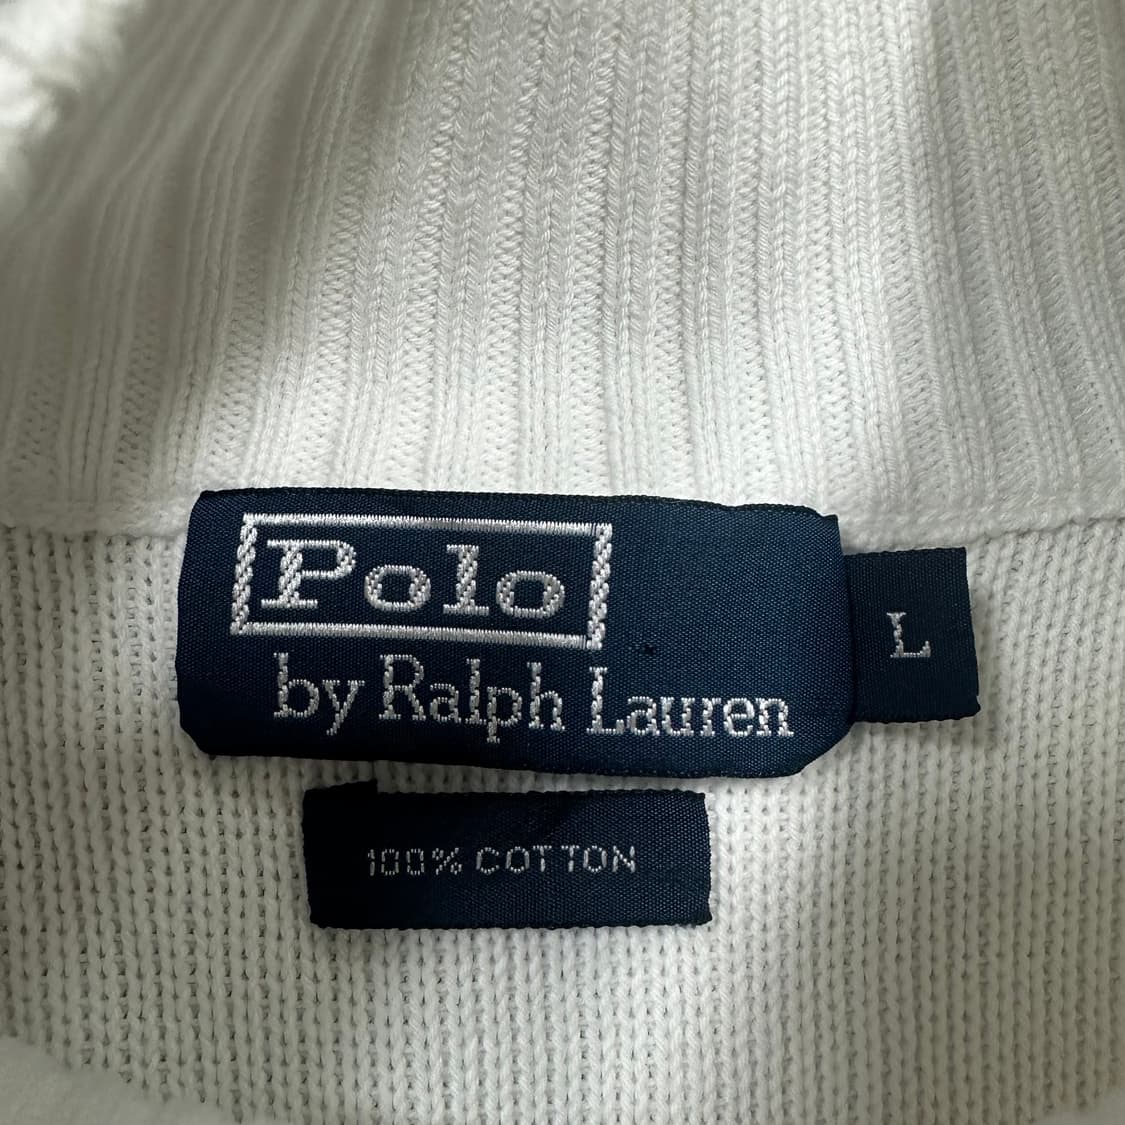 Polo
by Ralph Lauren
L
100% COTTON